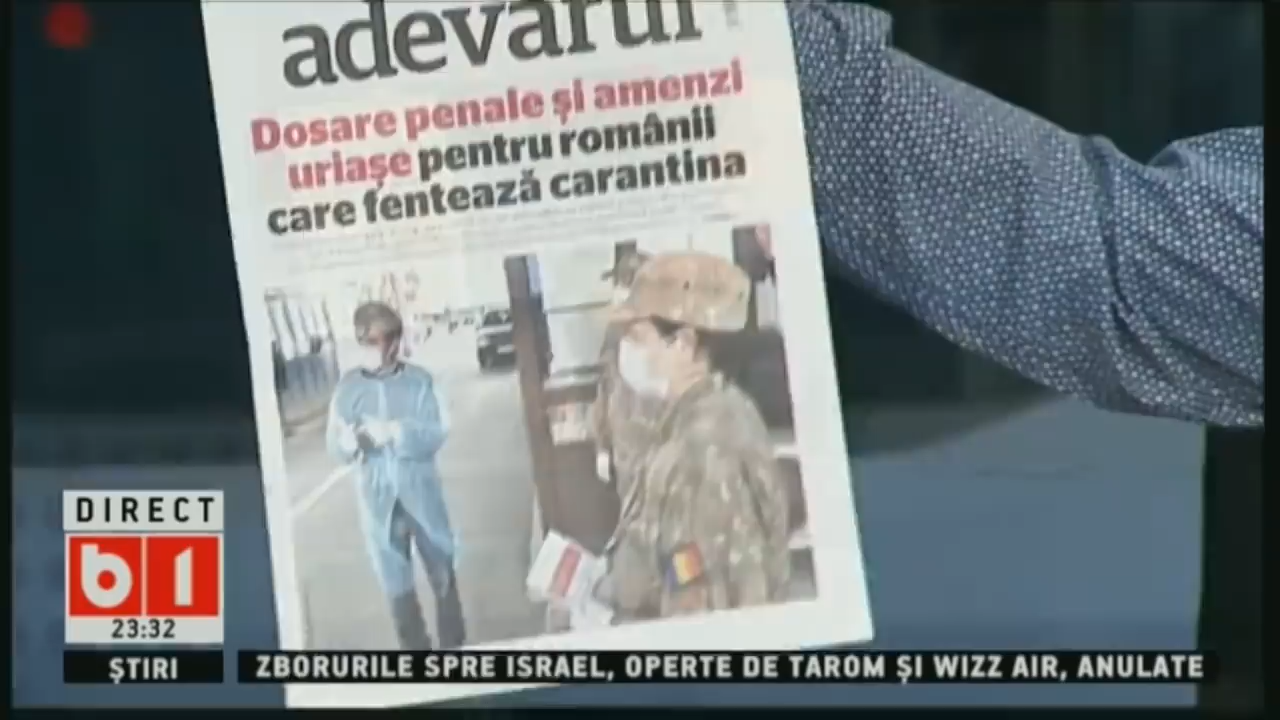 adevărul
Dosare penale și amenzi
uriașe pentru românii
care fentează carantina
DIRECT
b1
23:32
ȘTIRI
ZBORURILE SPRE ISRAEL, OPERTE DE TAROM ȘI WIZZ AIR, ANULATE